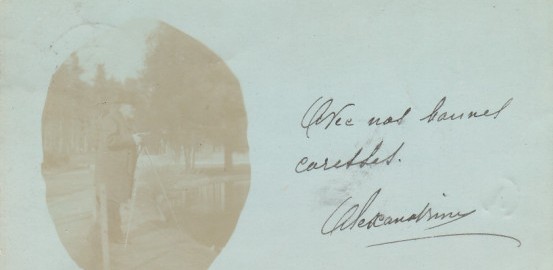 Avec nos bonnes
caresses.
Alexandrine